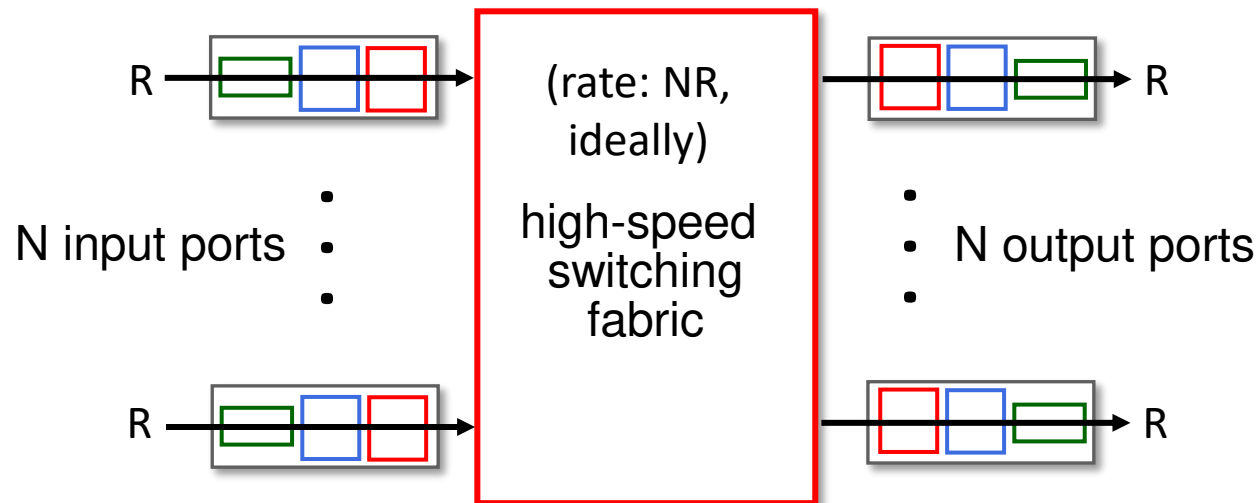 R
(rate: NR,
ideally)
R
N input ports
high-speed
switching
fabric
N output ports
R
R